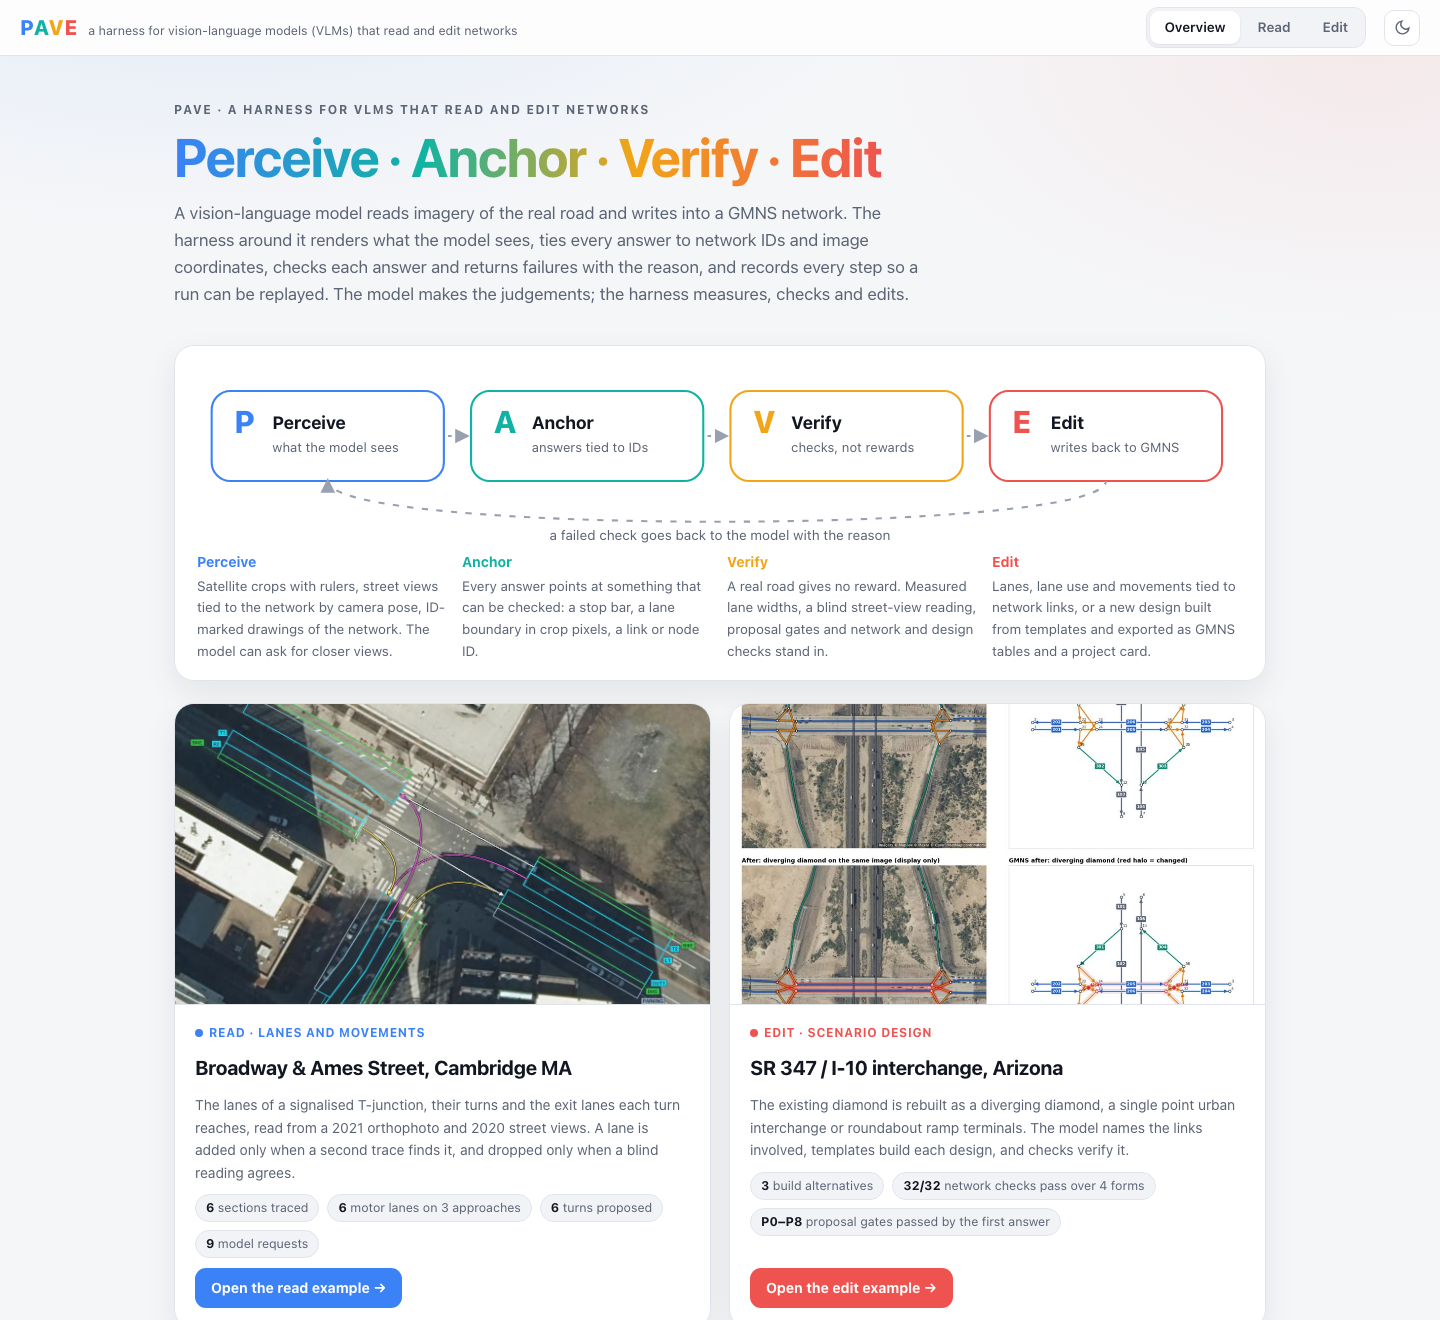 PAVE a harness for vision-language models (VLMs) that read and edit networks
Overview Read Edit
PAVE · A HARNESS FOR VLMS THAT READ AND EDIT NETWORKS
Perceive · Anchor · Verify · Edit
A vision-language model reads imagery of the real road and writes into a GMNS network. The
harness around it renders what the model sees, ties every answer to network IDs and image
coordinates, checks each answer and returns failures with the reason, and records every step so a
run can be replayed. The model makes the judgements; the harness measures, checks and edits.
P Perceive
what the model sees
A Anchor
answers tied to IDs
V Verify
checks, not rewards
E Edit
writes back to GMNS
a failed check goes back to the model with the reason
Perceive
Satellite crops with rulers, street views
tied to the network by camera pose, ID-
marked drawings of the network. The
model can ask for closer views.
Anchor
Every answer points at something that
can be checked: a stop bar, a lane
boundary in crop pixels, a link or node
ID.
Verify
A real road gives no reward. Measured
lane widths, a blind street-view reading,
proposal gates and network and design
checks stand in.
Edit
Lanes, lane use and movements tied to
network links, or a new design built
from templates and exported as GMNS
tables and a project card.
After: diverging diamond on the same image (display only)
GMNS after: diverging diamond (red halo = changed)
READ · LANES AND MOVEMENTS
Broadway & Ames Street, Cambridge MA
The lanes of a signalised T-junction, their turns and the exit lanes each turn
reaches, read from a 2021 orthophoto and 2020 street views. A lane is
added only when a second trace finds it, and dropped only when a blind
reading agrees.
6 sections traced
6 motor lanes on 3 approaches
6 turns proposed
9 model requests
Open the read example →
EDIT · SCENARIO DESIGN
SR 347 / I-10 interchange, Arizona
The existing diamond is rebuilt as a diverging diamond, a single point urban
interchange or roundabout ramp terminals. The model names the links
involved, templates build each design, and checks verify it.
3 build alternatives
32/32 network checks pass over 4 forms
P0–P8 proposal gates passed by the first answer
Open the edit example →